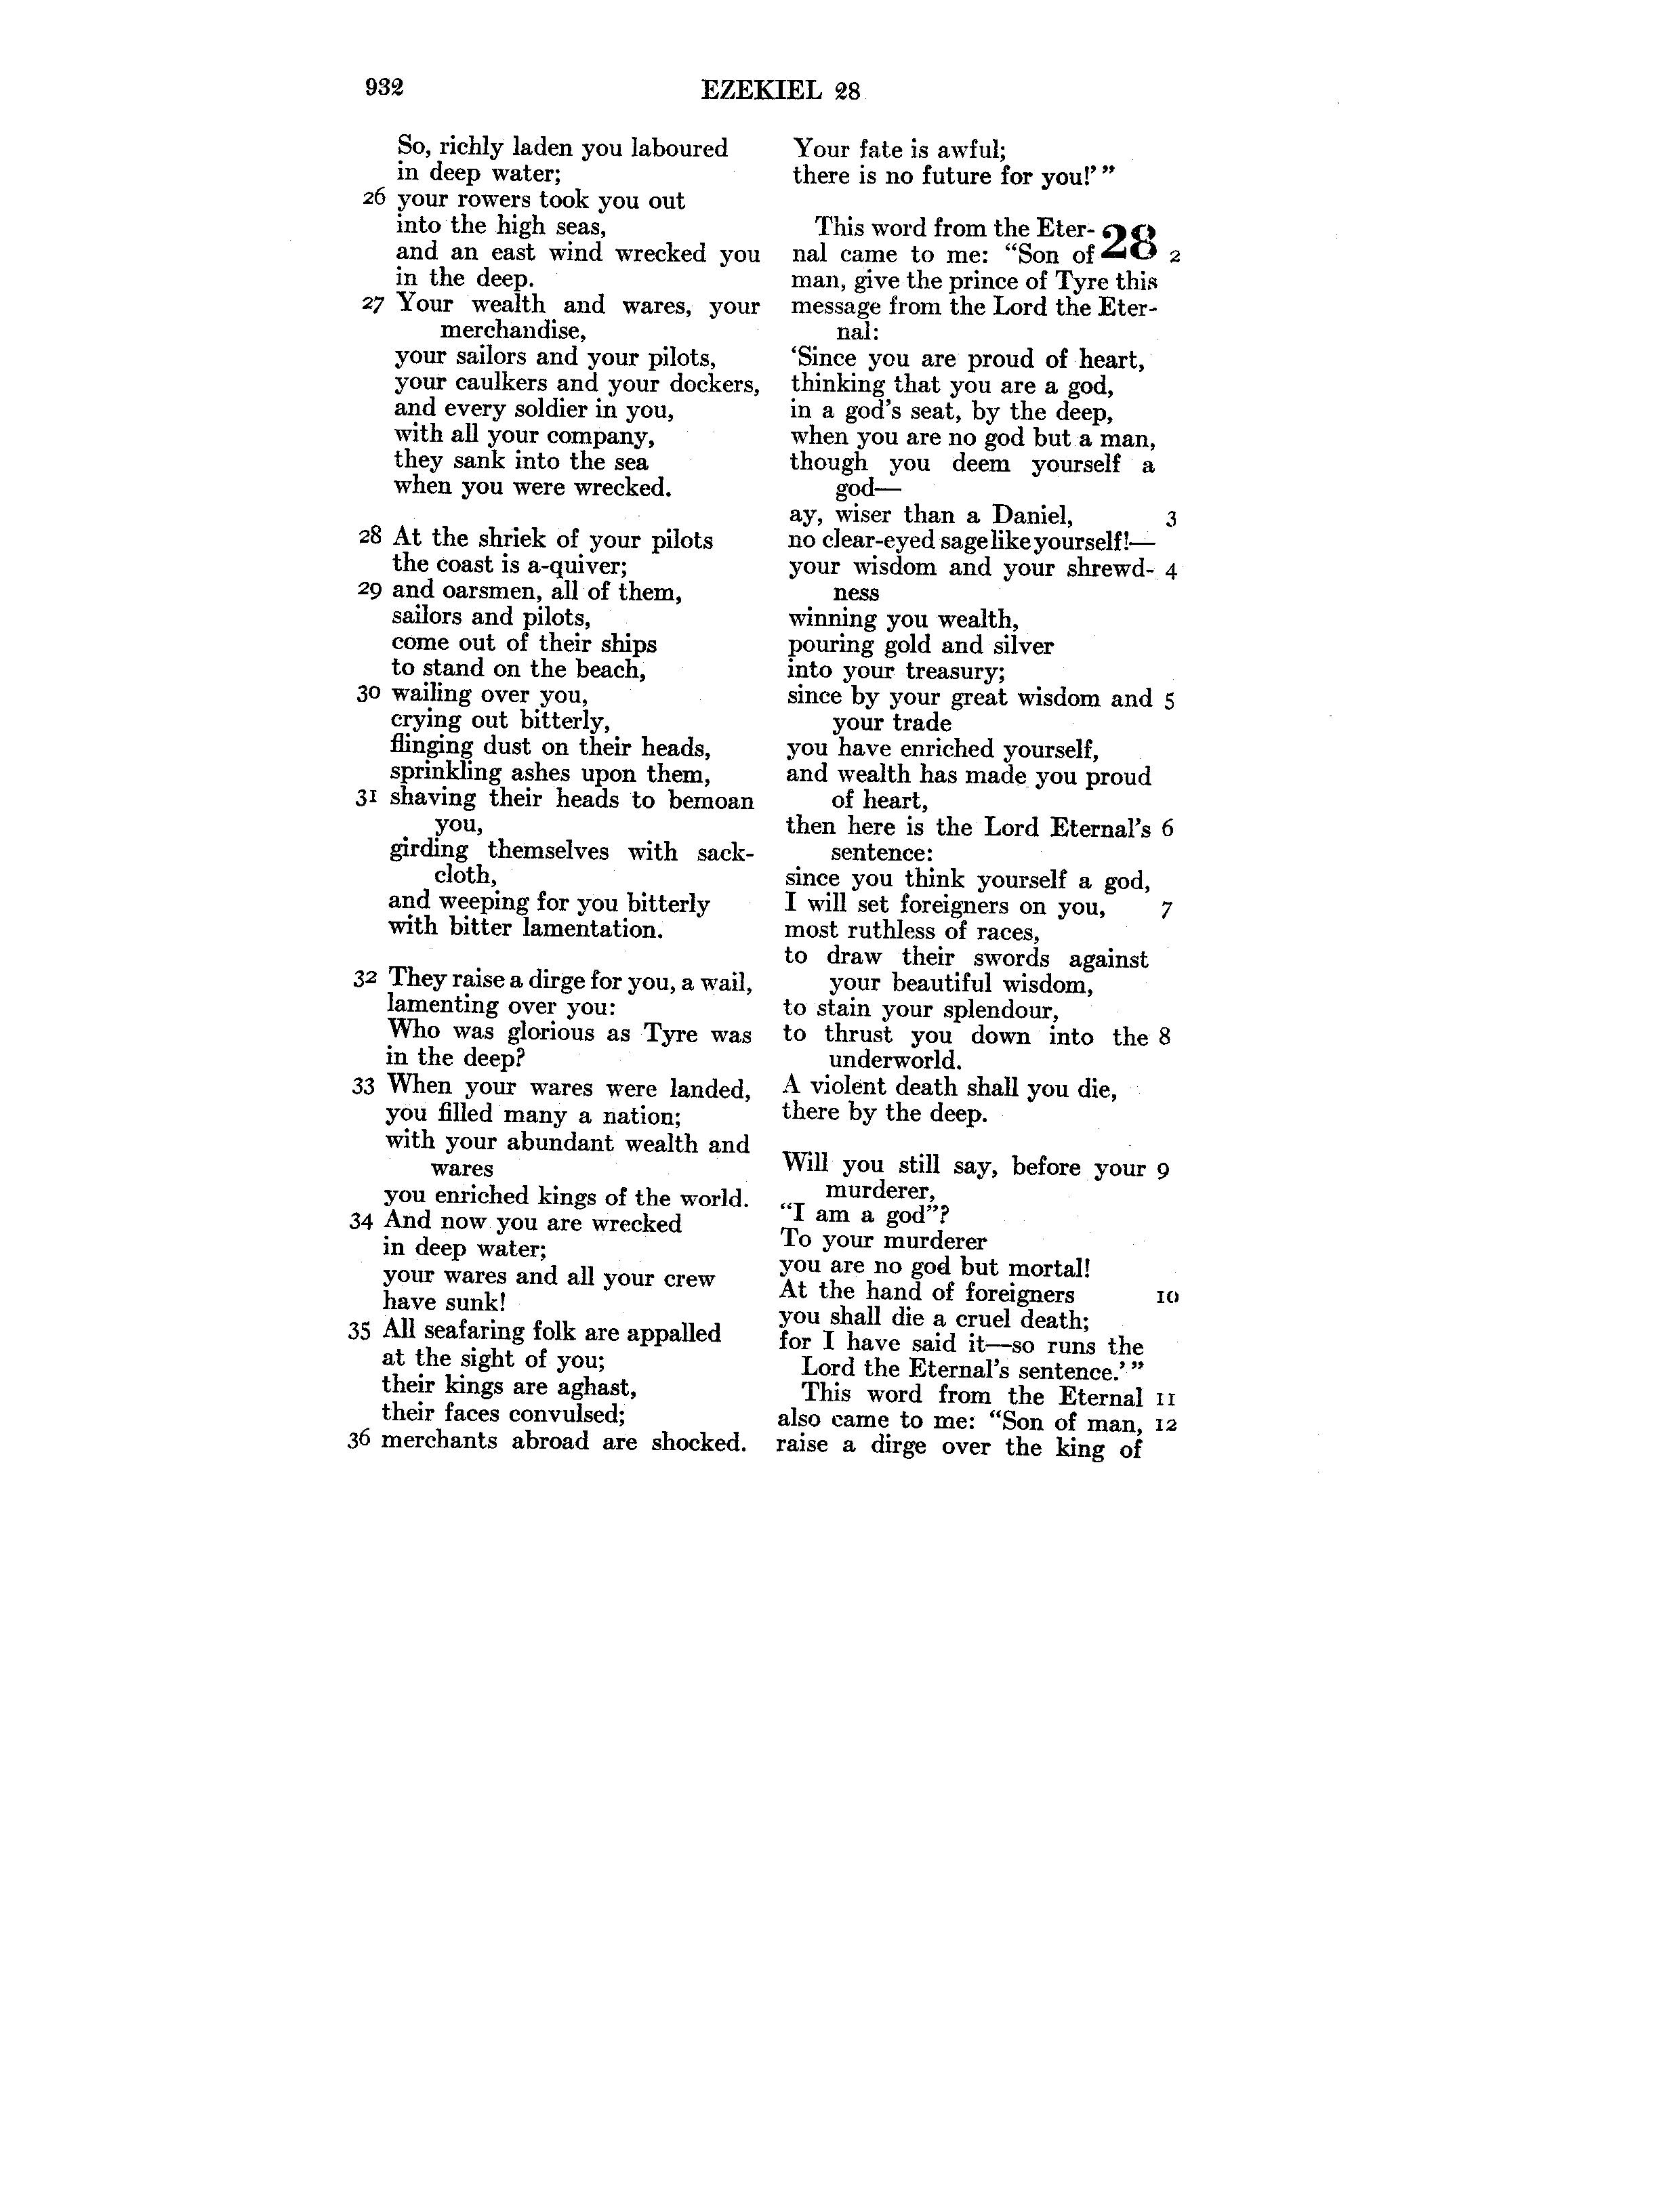 932
EZEKIEL 28
So, richly laden you laboured
in deep water;
26 your rowers took you out
into the high seas,
and an east wind wrecked you
in the deep.
27 Your wealth and wares, your
merchandise,
your sailors and your pilots,
your caulkers and your dockers,
and every soldier in you,
with all your company,
they sank into the sea
when you were wrecked.
28 At the shriek of your pilots
the coast is a-quiver;
29 and oarsmen, all of them,
sailors and pilots,
come out of their ships
to stand on the beach,
30 wailing over you,
crying out bitterly,
flinging dust on their heads,
sprinkling ashes upon them,
31 shaving their heads to bemoan
you,
girding themselves with sack-
cloth,
and weeping for you bitterly
with bitter lamentation.
32 They raise a dirge for you, a wail,
lamenting over you:
Who was glorious as Tyre was
in the deep?
33 When your wares were landed,
you filled many a nation;
with your abundant wealth and
wares
you enriched kings of the world.
34 And now you are wrecked
in deep water;
your wares and all your crew
have sunk!
35 All seafaring folk are appalled
at the sight of you;
their kings are aghast,
their faces convulsed;
36 merchants abroad are shocked.
Your fate is awful;
there is no future for you!’”
This word from the Eter- 28
nal came to me: “Son of 2
man, give the prince of Tyre this
message from the Lord the Eter-
nal:
‘Since you are proud of heart,
thinking that you are a god,
in a god’s seat, by the deep,
when you are no god but a man,
though you deem yourself a
god—
ay, wiser than a Daniel, 3
no clear-eyed sage like yourself!—
your wisdom and your shrewd- 4
ness
winning you wealth,
pouring gold and silver
into your treasury;
since by your great wisdom and 5
your trade
you have enriched yourself,
and wealth has made you proud
of heart,
then here is the Lord Eternal’s 6
sentence:
since you think yourself a god,
I will set foreigners on you, 7
most ruthless of races,
to draw their swords against
your beautiful wisdom,
to stain your splendour,
to thrust you down into the 8
underworld.
A violent death shall you die,
there by the deep.
Will you still say, before your 9
murderer,
“I am a god”?
To your murderer
you are no god but mortal!
At the hand of foreigners 10
you shall die a cruel death;
for I have said it—so runs the
Lord the Eternal’s sentence.’”
This word from the Eternal 11
also came to me: “Son of man, 12
raise a dirge over the king of